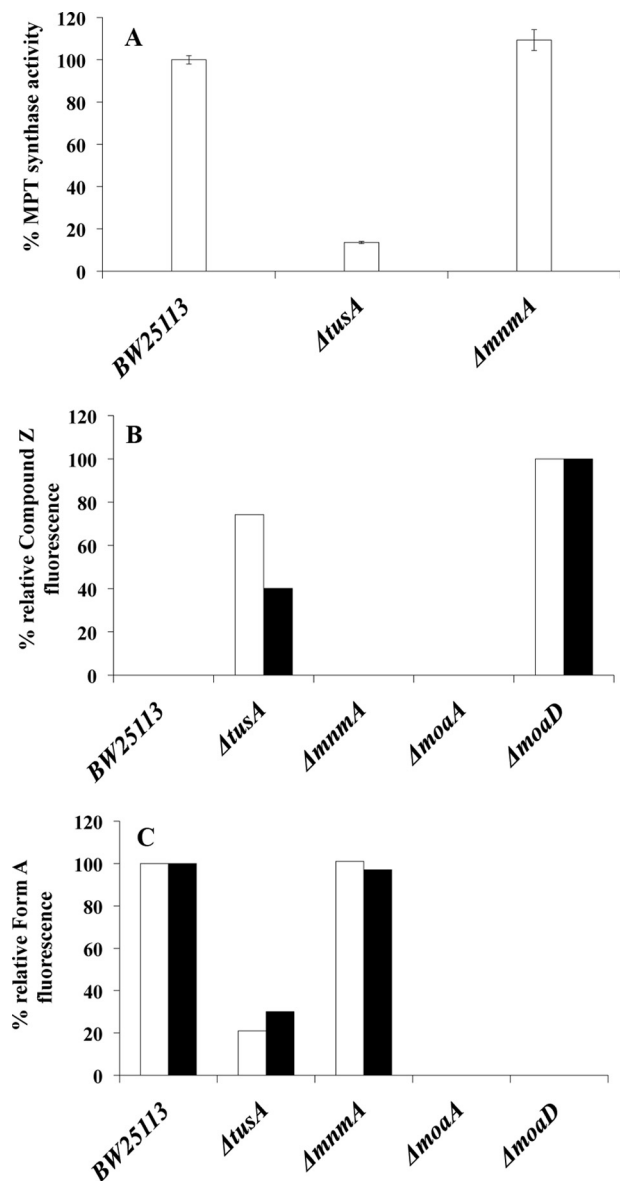 A
% MPT synthase activity
120
100
80
60
40
20
0
BW25113
ΔtusA
ΔmnmA
B
% relative Compound Z
fluorescence
120
100
80
60
40
20
0
BW25113
ΔtusA
ΔmnmA
ΔmoaA
ΔmoaD
C
% relative Form A
fluorescence
120
100
80
60
40
20
0
BW25113
ΔtusA
ΔmnmA
ΔmoaA
ΔmoaD